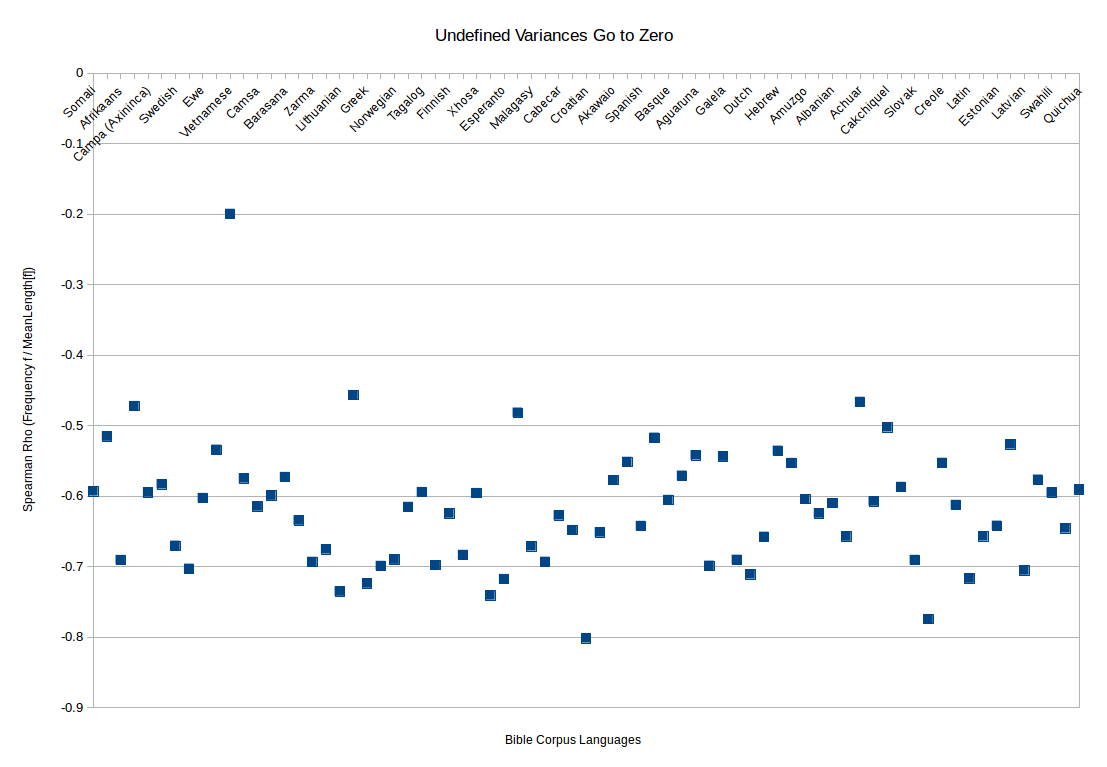 Undefined Variances Go to Zero
0
-0.1
-0.2
-0.3
-0.4
-0.5
-0.6
-0.7
-0.8
-0.9
Somali
Afrikaans
Campa (Axininca)
Swedish
Ewe
Vietnamese
Camsa
Barasana
Zarma
Lithuanian
Greek
Norwegian
Tagalog
Finnish
Xhosa
Esperanto
Malagasy
Cabecar
Croatian
Akawaio
Spanish
Basque
Aguaruna
Galela
Dutch
Hebrew
Amuzgo
Albanian
Achuar
Cakchiquel
Slovak
Creole
Latin
Estonian
Latvian
Swahili
Quichua
Spearman Rho (Frequency f / MeanLength[f])
Bible Corpus Languages